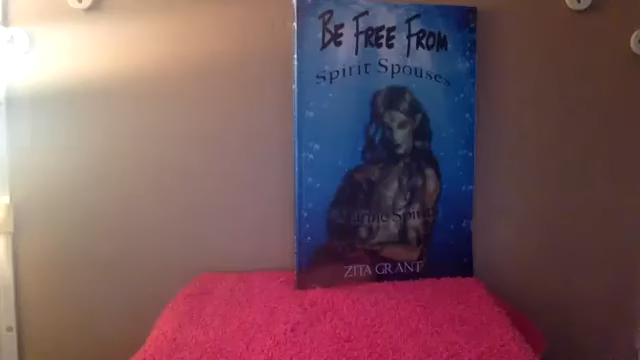 BE FREE FROM
Spirit Spouses
Marine Spirits
ZITA GRANT